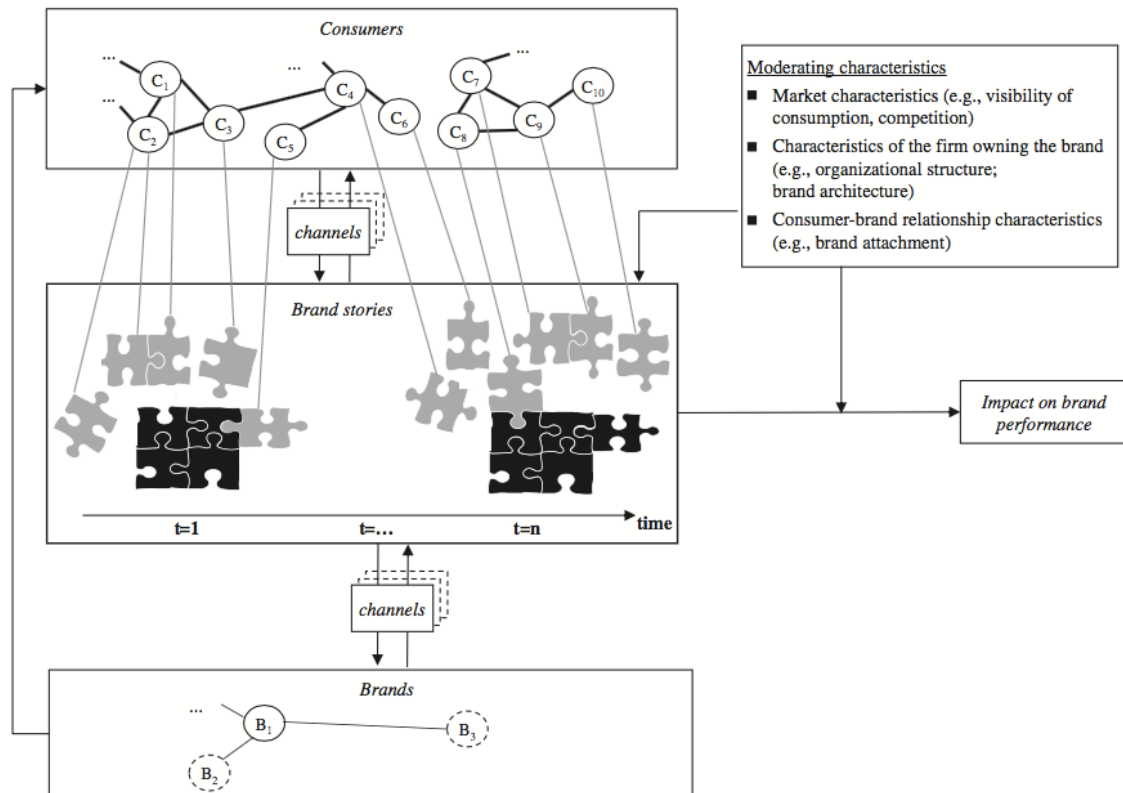 Consumers
...
...
...
...
C1
C2
C3
C4
C5
C6
C7
C8
C9
C10
Moderating characteristics
■ Market characteristics (e.g., visibility of
consumption, competition)
■ Characteristics of the firm owning the brand
(e.g., organizational structure;
brand architecture)
■ Consumer-brand relationship characteristics
(e.g., brand attachment)
channels
Brand stories
Impact on brand
performance
t=1
t=...
t=n
time
channels
Brands
...
B1
B2
B3